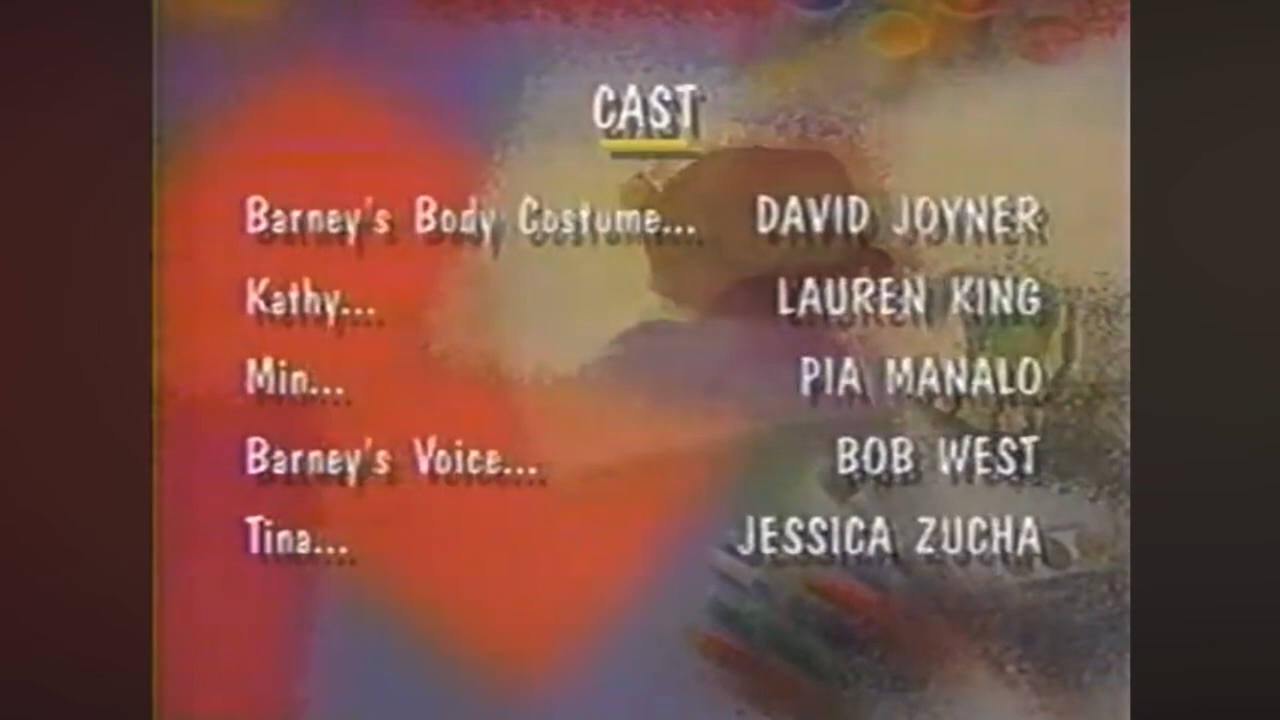 CAST
Barney's Body Costume... DAVID JOYNER
Kathy... LAUREN KING
Min... PIA MANALO
Barney's Voice... BOB WEST
Tina... JESSICA ZUCHA